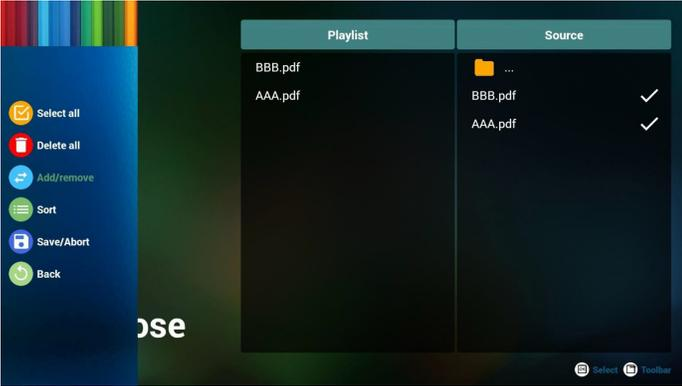 Playlist
Source
BBB.pdf
AAA.pdf
...
BBB.pdf
AAA.pdf
Select all
Delete all
Add/remove
Sort
Save/Abort
Back
ose
Select
Toolbar